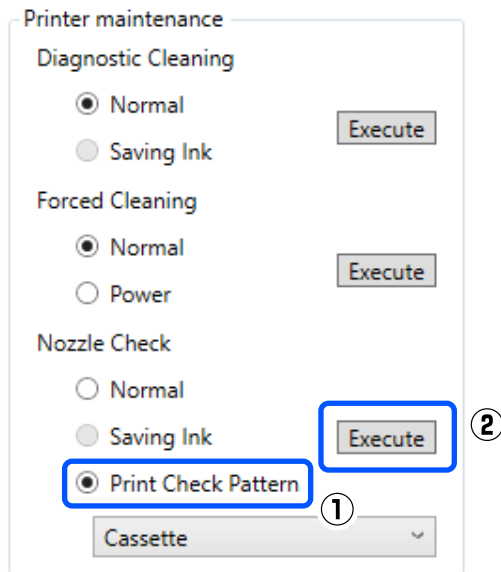 Printer maintenance
Diagnostic Cleaning
Normal
Execute
Saving Ink
Forced Cleaning
Normal
Execute
Power
Nozzle Check
Normal
Saving Ink
Execute
②
Print Check Pattern
①
Cassette